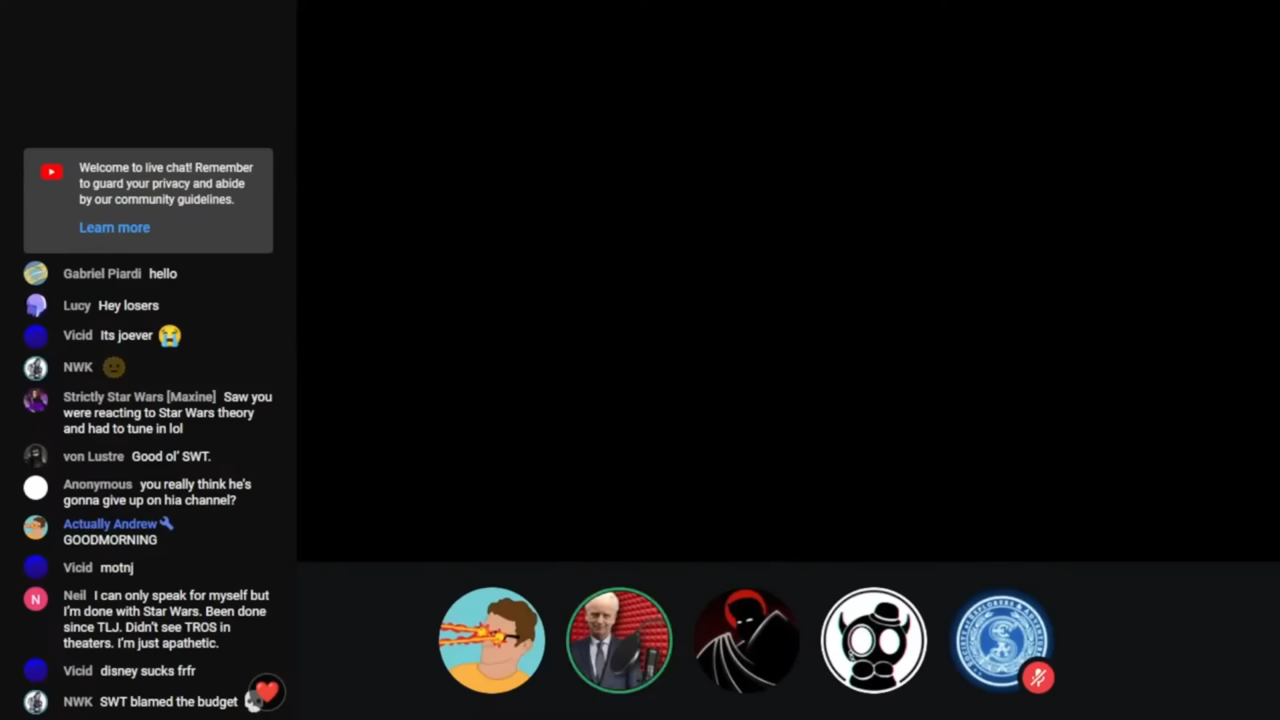 Welcome to live chat! Remember
to guard your privacy and abide
by our community guidelines.
Learn more
Gabriel Piardi hello
Lucy Hey losers
Vicid Its joever 😭
NWK
Strictly Star Wars [Maxine] Saw you
were reacting to Star Wars theory
and had to tune in lol
von Lustre Good ol' SWT.
Anonymous you really think he's
gonna give up on hia channel?
Actually Andrew
GOODMORNING
Vicid motnj
N Neil I can only speak for myself but
I'm done with Star Wars. Been done
since TLJ. Didn't see TROS in
theaters. I'm just apathetic.
Vicid disney sucks frfr
NWK SWT blamed the budget